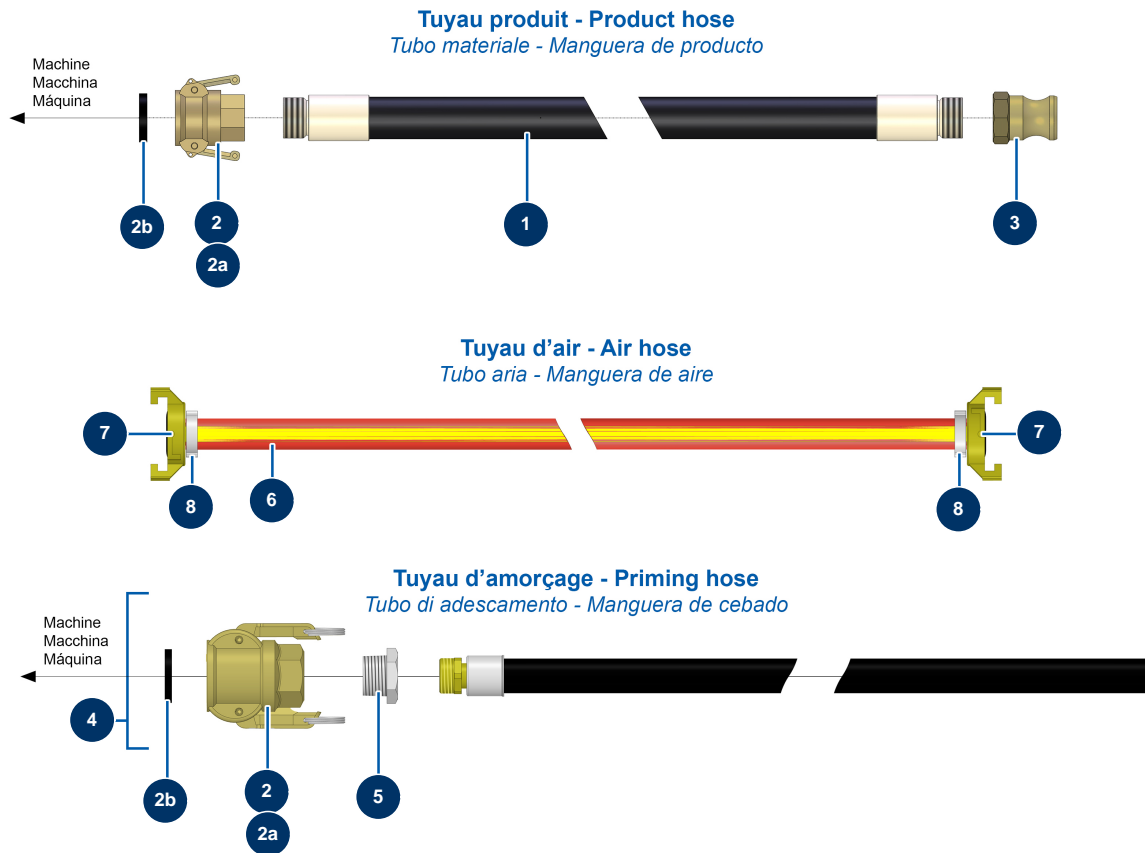 Tuyau produit - Product hose
Tubo materiale - Manguera de producto
Machine
Macchina
Máquina
2b
2
2a
1
3
Tuyau d’air - Air hose
Tubo aria - Manguera de aire
7
8
6
8
7
Tuyau d’amorçage - Priming hose
Tubo di adescamento - Manguera de cebado
Machine
Macchina
Máquina
4
2b
2
2a
5